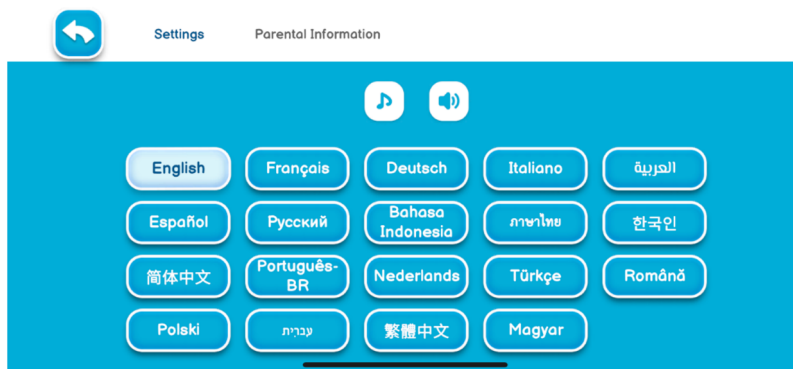 Settings
Parental Information
English
Français
Deutsch
Italiano
العربية
Español
Русский
Bahasa
Indonesia
ภาษาไทย
한국인
简体中文
Português-
BR
Nederlands
Türkçe
Română
Polski
עברית
繁體中文
Magyar